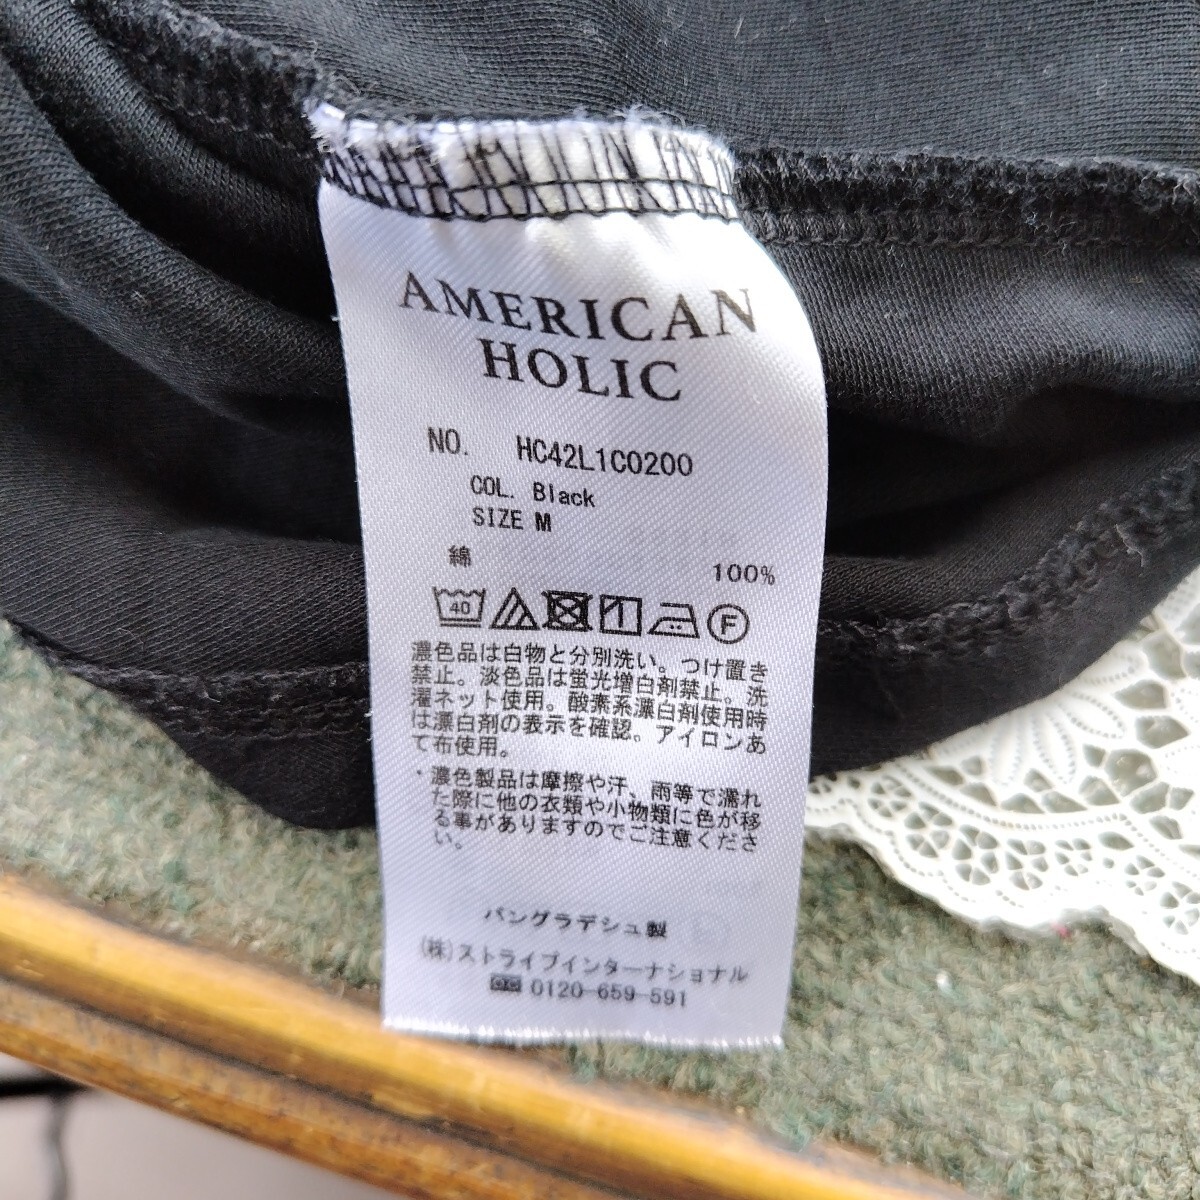 AMERICAN
HOLIC
NO. HC42L1C0200
COL. Black
SIZE M
綿 100%
40 F
濃色品は白物と分別洗い。つけ置き
禁止。淡色品は蛍光増白剤禁止。洗
濯ネット使用。酸素系漂白剤使用時
は漂白剤の表示を確認。アイロンあ
て布使用。
・濃色製品は摩擦や汗、雨等で濡れ
た際に他の衣類や小物類に色が移
る事がありますのでご注意くださ
い。
バングラデシュ製
(株)ストライプインターナショナル
0120-659-591